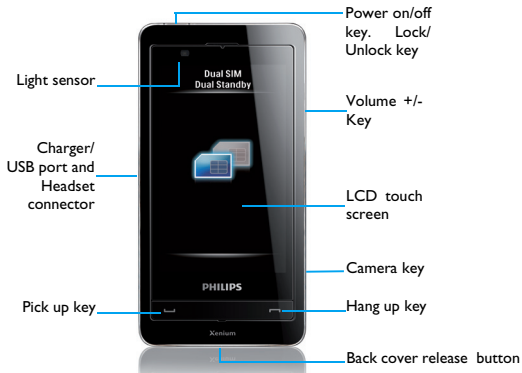 Power on/off
key. Lock/
Unlock key
Light sensor
Dual SIM
Dual Standby
Volume +/-
Key
Charger/
USB port and
Headset
connector
LCD touch
screen
Camera key
PHILIPS
Pick up key
Hang up key
Xenium
Back cover release button